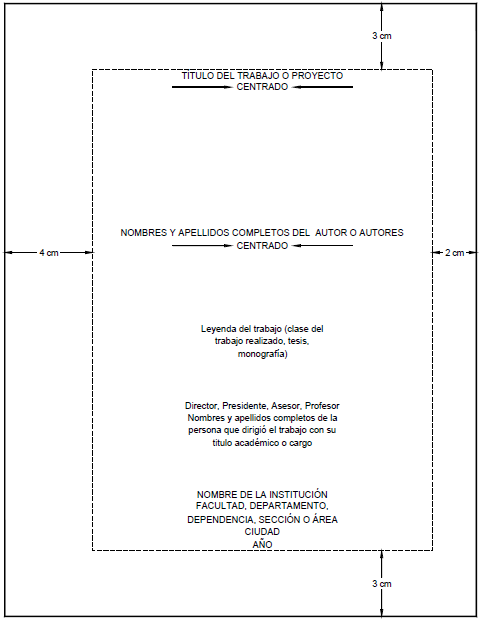 3 cm
TÍTULO DEL TRABAJO O PROYECTO
CENTRADO
NOMBRES Y APELLIDOS COMPLETOS DEL AUTOR O AUTORES
CENTRADO
4 cm
2 cm
Leyenda del trabajo (clase del
trabajo realizado, tesis,
monografía)
Director, Presidente, Asesor, Profesor
Nombres y apellidos completos de la
persona que dirigió el trabajo con su
título académico o cargo
NOMBRE DE LA INSTITUCIÓN
FACULTAD, DEPARTAMENTO,
DEPENDENCIA, SECCIÓN O ÁREA
CIUDAD
AÑO
3 cm